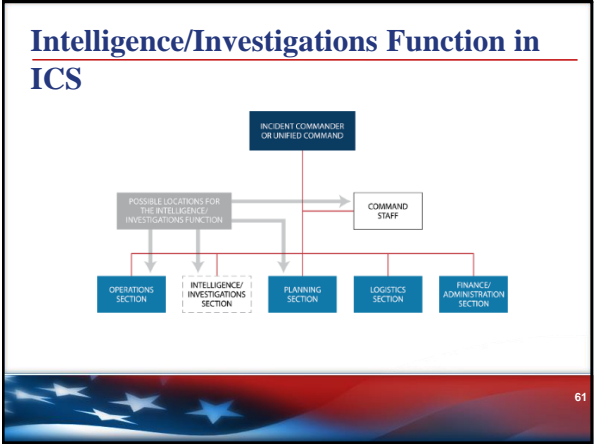 Intelligence/Investigations Function in
ICS
INCIDENT COMMANDER
OR UNIFIED COMMAND
POSSIBLE LOCATIONS FOR
THE INTELLIGENCE/
INVESTIGATIONS FUNCTION
COMMAND
STAFF
OPERATIONS
SECTION
INTELLIGENCE/
INVESTIGATIONS
SECTION
PLANNING
SECTION
LOGISTICS
SECTION
FINANCE/
ADMINISTRATION
SECTION
61